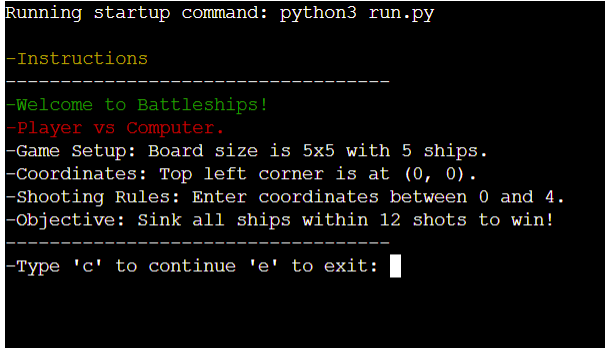 Running startup command: python3 run.py
-Instructions
-----------------------------------
-Welcome to Battleships!
-Player vs Computer.
-Game Setup: Board size is 5x5 with 5 ships.
-Coordinates: Top left corner is at (0, 0).
-Shooting Rules: Enter coordinates between 0 and 4.
-Objective: Sink all ships within 12 shots to win!
-----------------------------------
-Type 'c' to continue 'e' to exit: